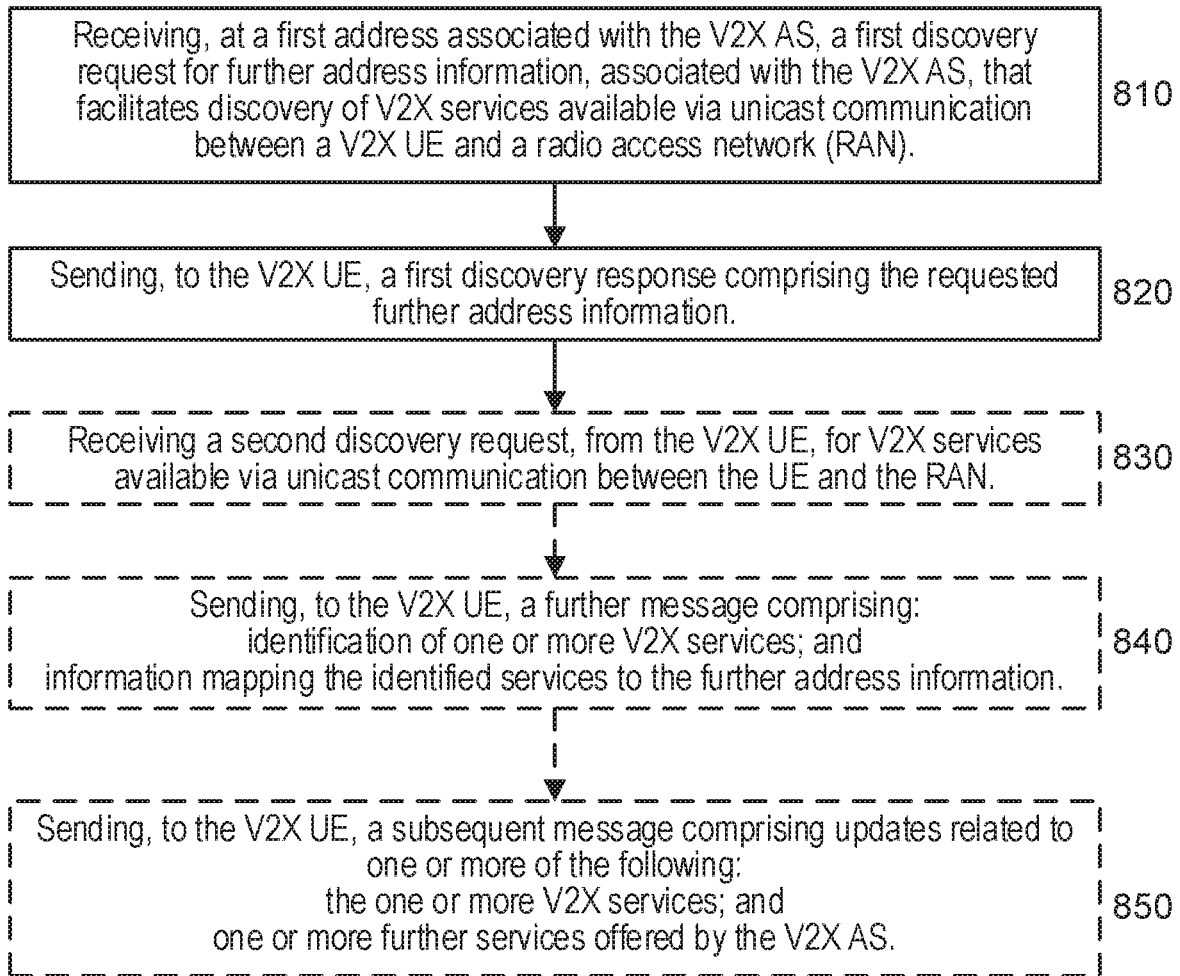 Receiving, at a first address associated with the V2X AS, a first discovery
request for further address information, associated with the V2X AS, that
facilitates discovery of V2X services available via unicast communication
between a V2X UE and a radio access network (RAN).
810
Sending, to the V2X UE, a first discovery response comprising the requested
further address information.
820
Receiving a second discovery request, from the V2X UE, for V2X services
available via unicast communication between the UE and the RAN.
830
Sending, to the V2X UE, a further message comprising:
identification of one or more V2X services; and
information mapping the identified services to the further address information.
840
Sending, to the V2X UE, a subsequent message comprising updates related to
one or more of the following:
the one or more V2X services; and
one or more further services offered by the V2X AS.
850